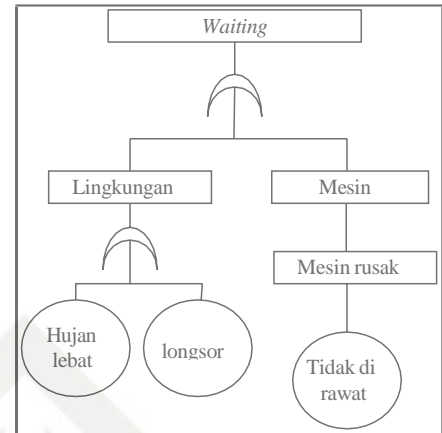 Waiting
Lingkungan
Mesin
Mesin rusak
Hujan
lebat
longsor
Tidak di
rawat